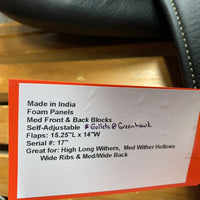 Made in India
Foam Panels
Med Front & Back Blocks
Self-Adjustable $ Gullets @ Greenhawk
Flaps: 15.25"L x 14"W
Serial #: 17"
Great for: High Long Withers, Med Wither Hollows
Wide Ribs & Med/Wide Back